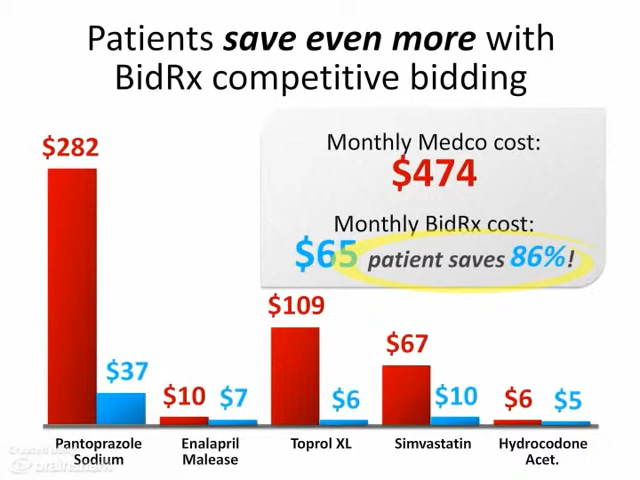 Patients save even more with
BidRx competitive bidding
Monthly Medco cost:
$474
Monthly BidRx cost:
$65 patient saves 86%!
$282
$37
$10
$7
$109
$6
$67
$10
$6
$5
Pantoprazole
Sodium
Enalapril
Malease
Toprol XL
Simvastatin
Hydrocodone
Acet.
brainshark